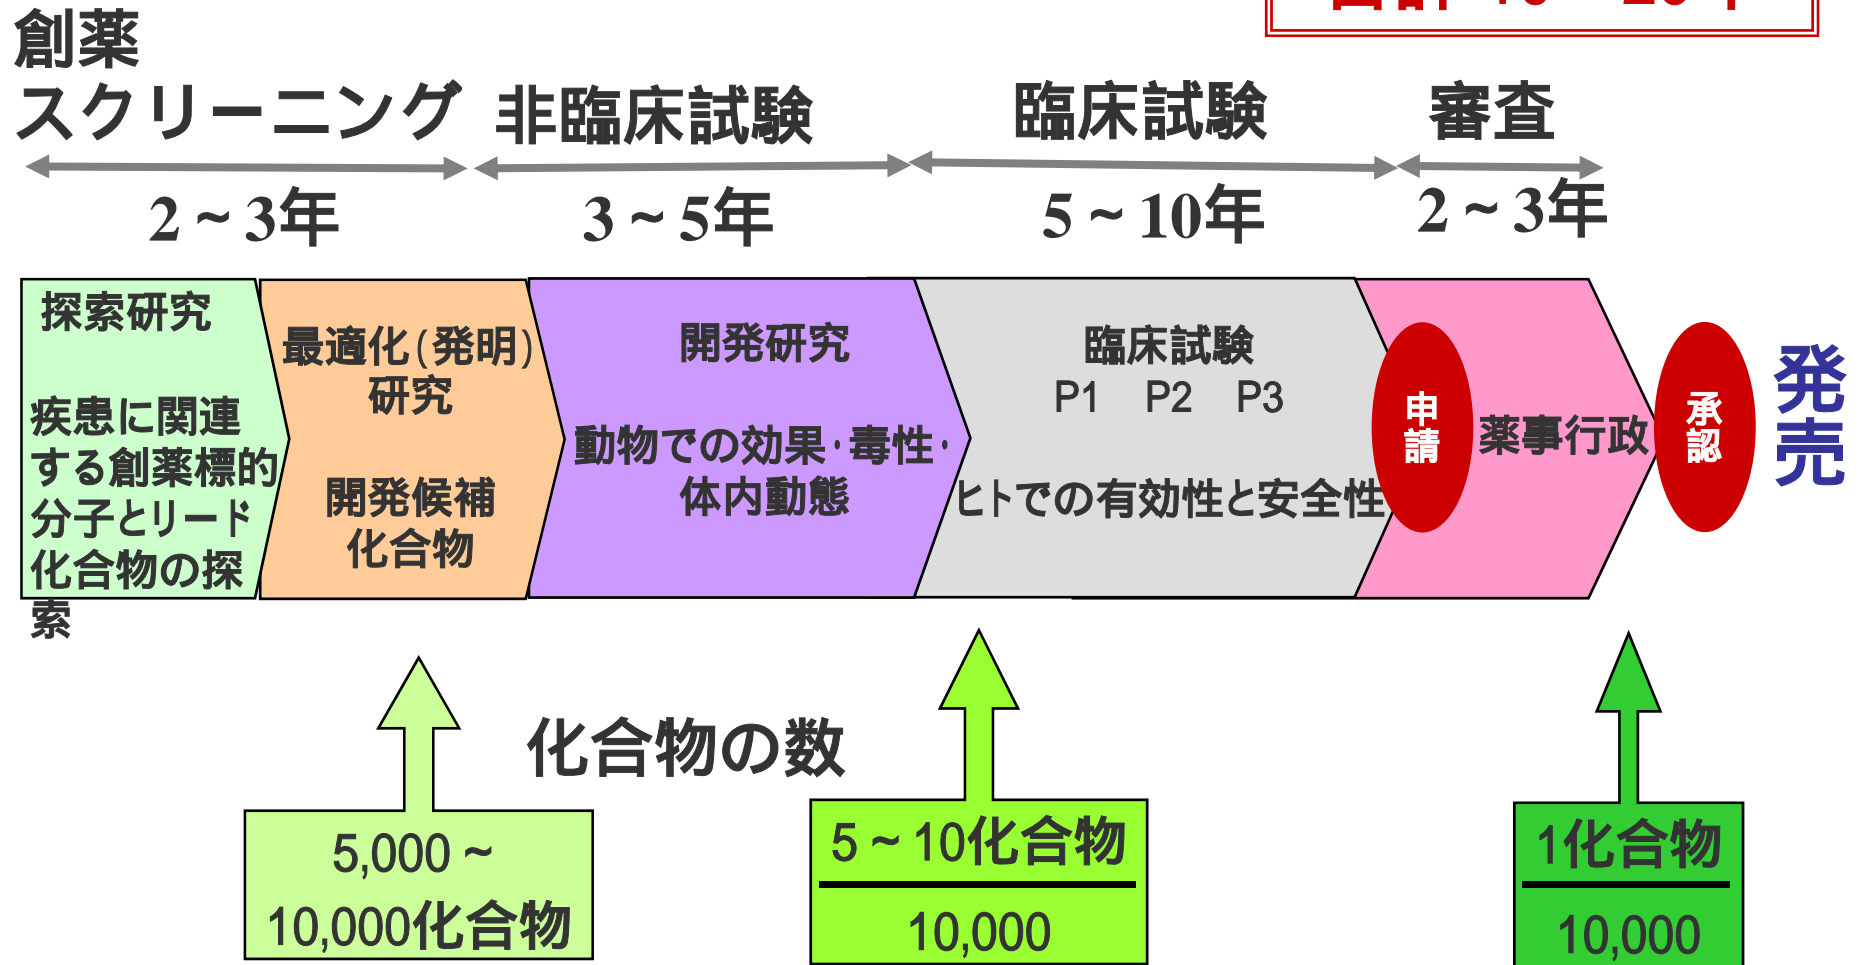 創薬
スクリーニング
非臨床試験
臨床試験
審査
2~3年
3~5年
5~10年
2~3年
探索研究
疾患に関連
する創薬標的
分子とリード
化合物の探
索
最適化(発明)
研究
開発候補
化合物
開発研究
動物での効果・毒性・
体内動態
臨床試験
P1 P2 P3
ヒトでの有効性と安全性
申請
薬事行政
承認
発売
化合物の数
5,000~
10,000化合物
5~10化合物
10,000
1化合物
10,000